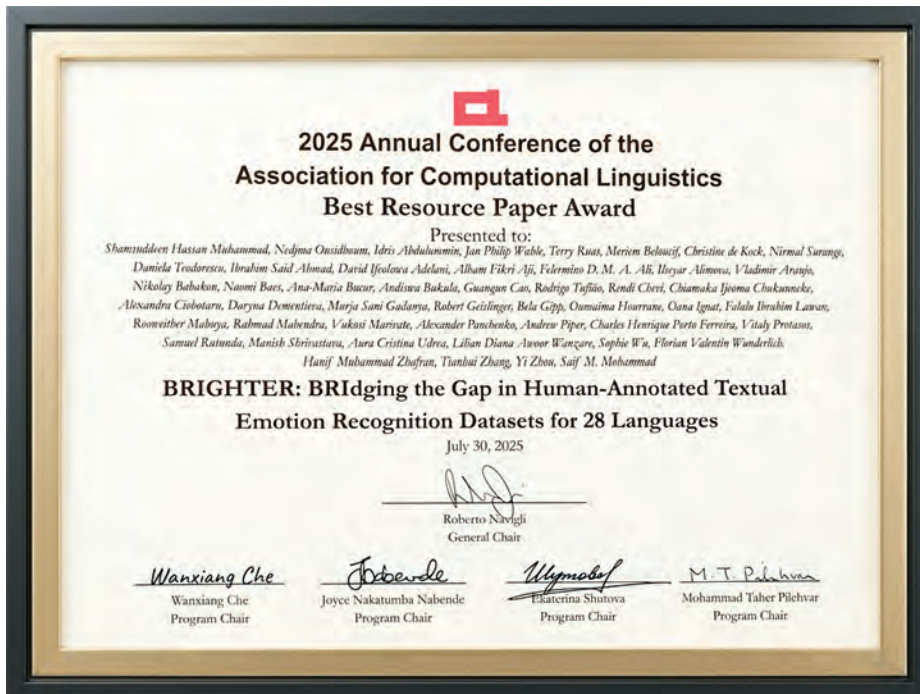 2025 Annual Conference of the
Association for Computational Linguistics
Best Resource Paper Award
Presented to:
Shamsuddeen Hassan Muhammad, Nedjma Ousidhoum, Idris Abdulmumin, Jan Philip Wahle, Terry Ruas, Meriem Beloucif, Christine de Kock, Nirmal Surange,
Daniela Teodorescu, Ibrahim Said Ahmad, David Ifeoluwa Adelani, Alham Fikri Aji, Felermino D. M. A. Ali, Ilseyar Alimova, Vladimir Araujo,
Nikolay Babakov, Naomi Baes, Ana-Maria Bucur, Andiswa Bukula, Guanqun Cao, Rodrigo Tufiño, Rendi Chevi, Chiamaka Ijeoma Chukuneke,
Alexandra Ciobotaru, Daryna Dementieva, Murja Sani Gadanya, Robert Geislinger, Bela Gipp, Oumaima Hourrane, Oana Ignat, Falalu Ibrahim Lawan,
Rooweither Mabuya, Rahmad Mahendra, Vukosi Marivate, Alexander Panchenko, Andrew Piper, Charles Henrique Porto Ferreira, Vitaly Protasov,
Samuel Rutunda, Manish Shrivastava, Aura Cristina Udrea, Lilian Diana Awuor Wanzare, Sophie Wu, Florian Valentin Wunderlich,
Hanif Muhammad Zhafran, Tianhui Zhang, Yi Zhou, Saif M. Mohammad
BRIGHTER: BRIdging the Gap in Human-Annotated Textual
Emotion Recognition Datasets for 28 Languages
July 30, 2025
Roberto Navigli
General Chair
Wanxiang Che M.T. Pilehvar
Wanxiang Che Joyce Nakatumba Nabende Ekaterina Shutova Mohammad Taher Pilehvar
Program Chair Program Chair Program Chair Program Chair